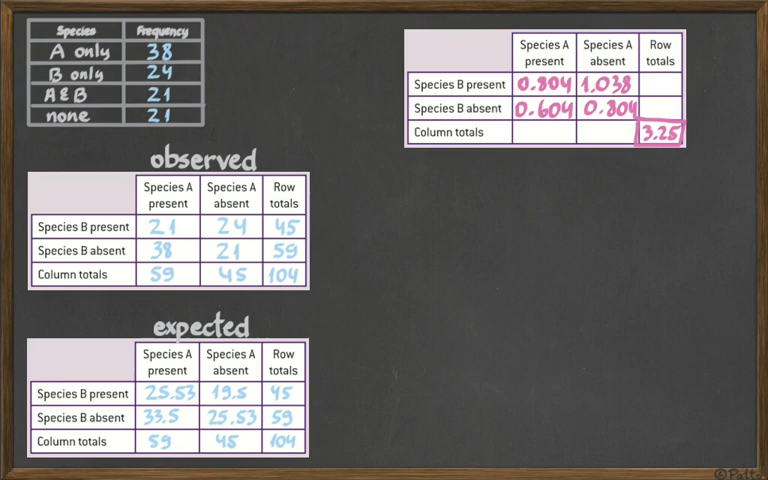 Species Frequency
A only 38
B only 24
A & B 21
none 21
observed
Species A present Species A absent Row totals
Species B present 21 24 45
Species B absent 38 21 59
Column totals 59 45 104
expected
Species A present Species A absent Row totals
Species B present 25.53 19.5 45
Species B absent 33.5 25.53 59
Column totals 59 45 104
Species A present Species A absent Row totals
Species B present 0.804 1.038
Species B absent 0.604 0.804
Column totals 3.25